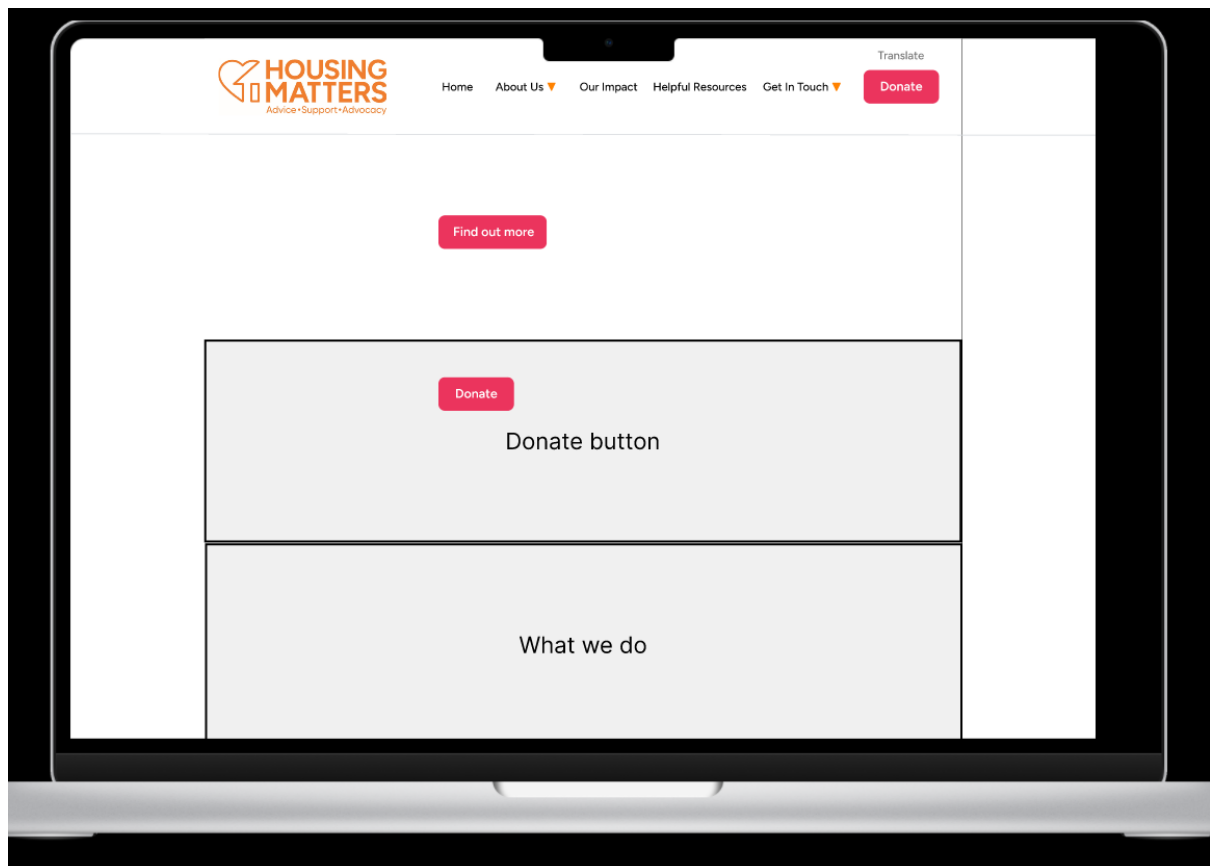 HOUSING
MATTERS
Advice•Support•Advocacy
Translate
Home About Us ▼ Our Impact Helpful Resources Get In Touch ▼ Donate
Find out more
Donate
Donate button
What we do